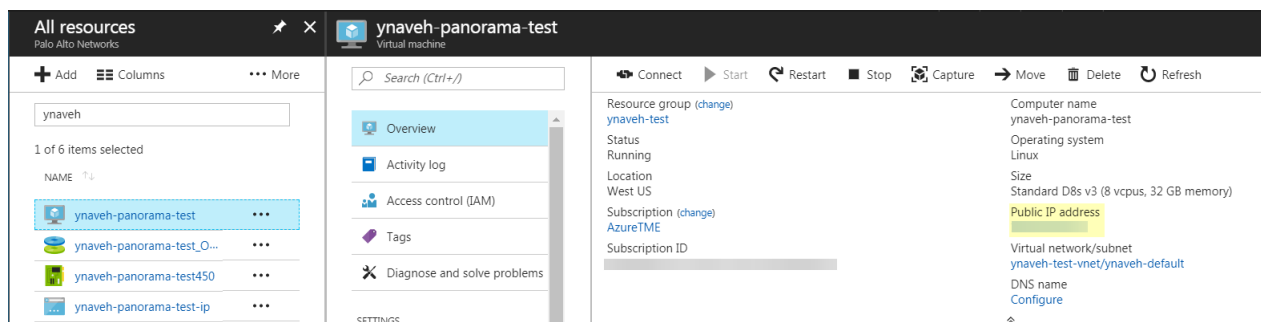 All resources
Palo Alto Networks
ynaveh-panorama-test
Virtual machine
Add
Columns
More
Search (Ctrl+/)
Connect
Start
Restart
Stop
Capture
Move
Delete
Refresh
ynaveh
1 of 6 items selected
NAME
ynaveh-panorama-test
ynaveh-panorama-test_O...
ynaveh-panorama-test450
ynaveh-panorama-test-ip
Overview
Activity log
Access control (IAM)
Tags
Diagnose and solve problems
SETTINGS
Resource group (change)
ynaveh-test
Status
Running
Location
West US
Subscription (change)
AzureTME
Subscription ID
Computer name
ynaveh-panorama-test
Operating system
Linux
Size
Standard D8s v3 (8 vcpus, 32 GB memory)
Public IP address
Virtual network/subnet
ynaveh-test-vnet/ynaveh-default
DNS name
Configure